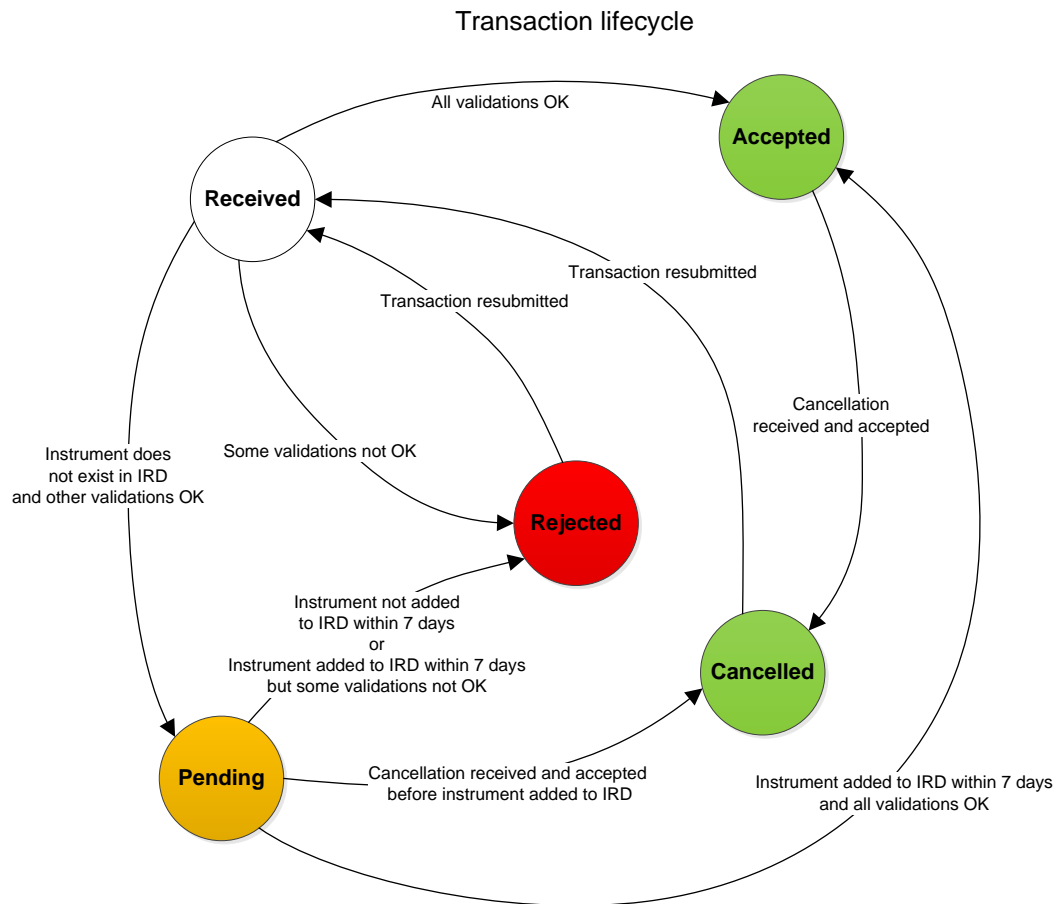 Transaction lifecycle
All validations OK
Accepted
Received
Transaction resubmitted
Transaction resubmitted
Cancellation
received and accepted
Instrument does
not exist in IRD
and other validations OK
Some validations not OK
Rejected
Instrument not added
to IRD within 7 days
or
Instrument added to IRD within 7 days
but some validations not OK
Cancelled
Pending
Cancellation received and accepted
before instrument added to IRD
Instrument added to IRD within 7 days
and all validations OK